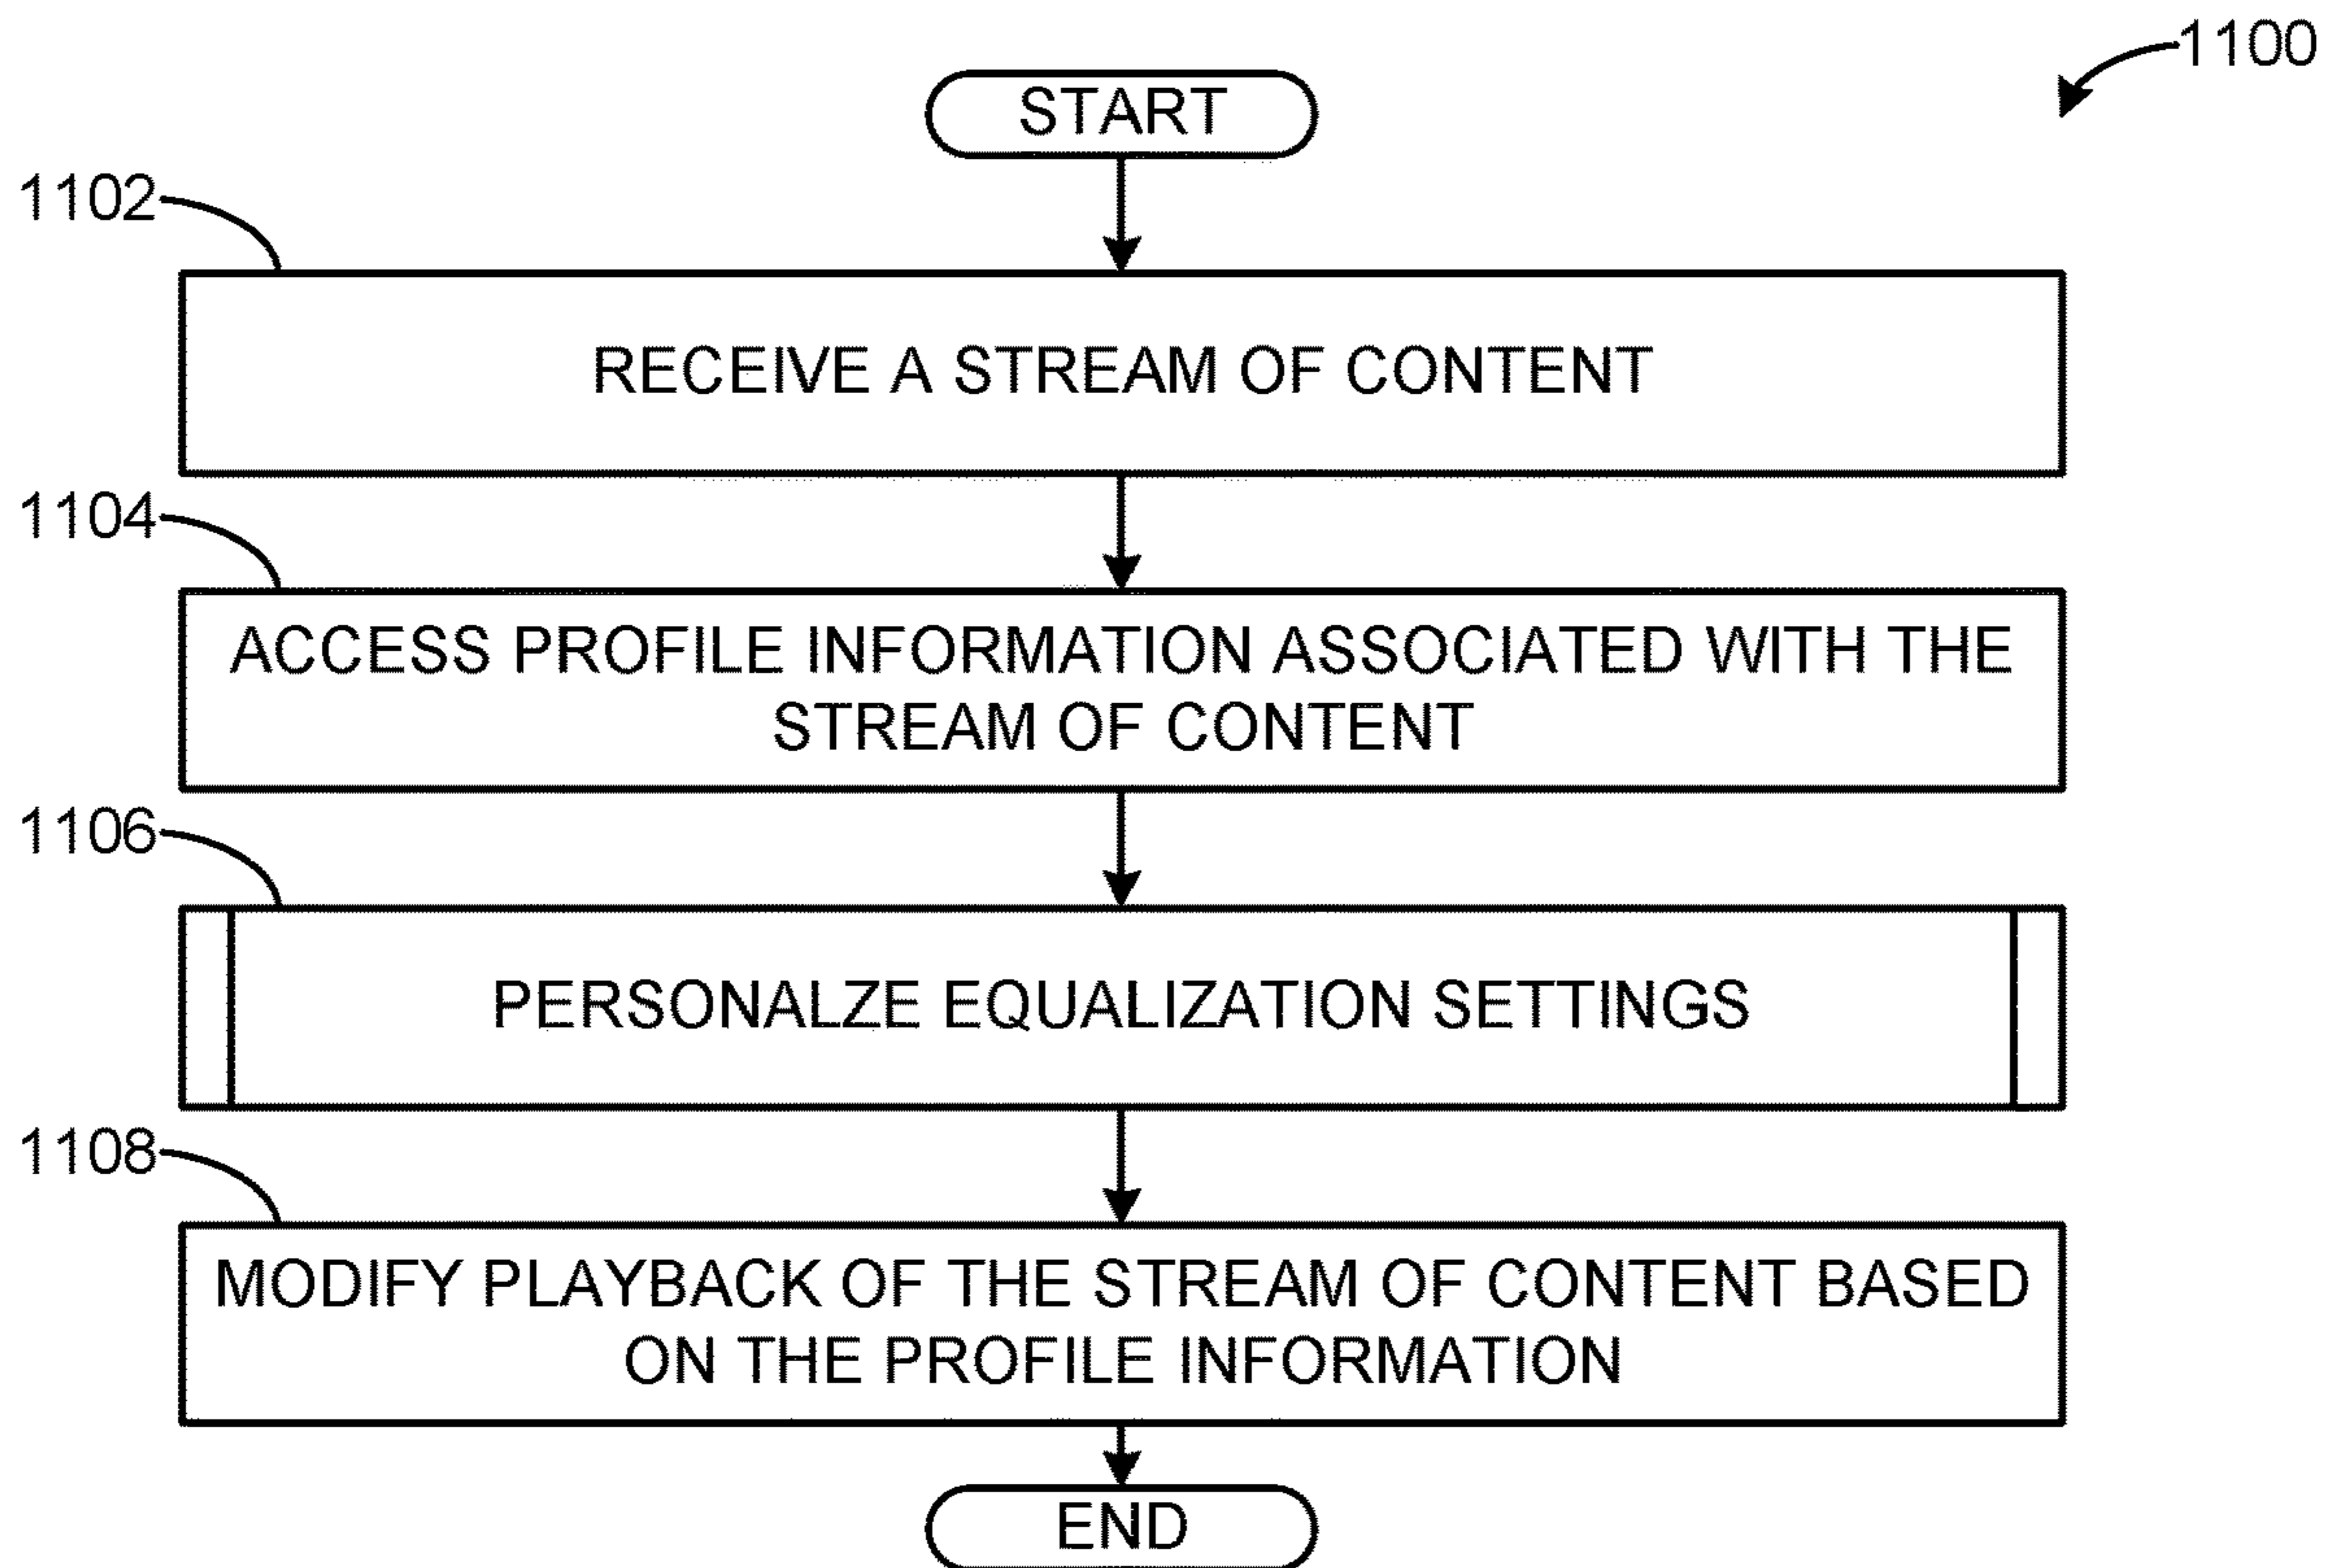 1100
START
1102
RECEIVE A STREAM OF CONTENT
1104
ACCESS PROFILE INFORMATION ASSOCIATED WITH THE
STREAM OF CONTENT
1106
PERSONALZE EQUALIZATION SETTINGS
1108
MODIFY PLAYBACK OF THE STREAM OF CONTENT BASED
ON THE PROFILE INFORMATION
END